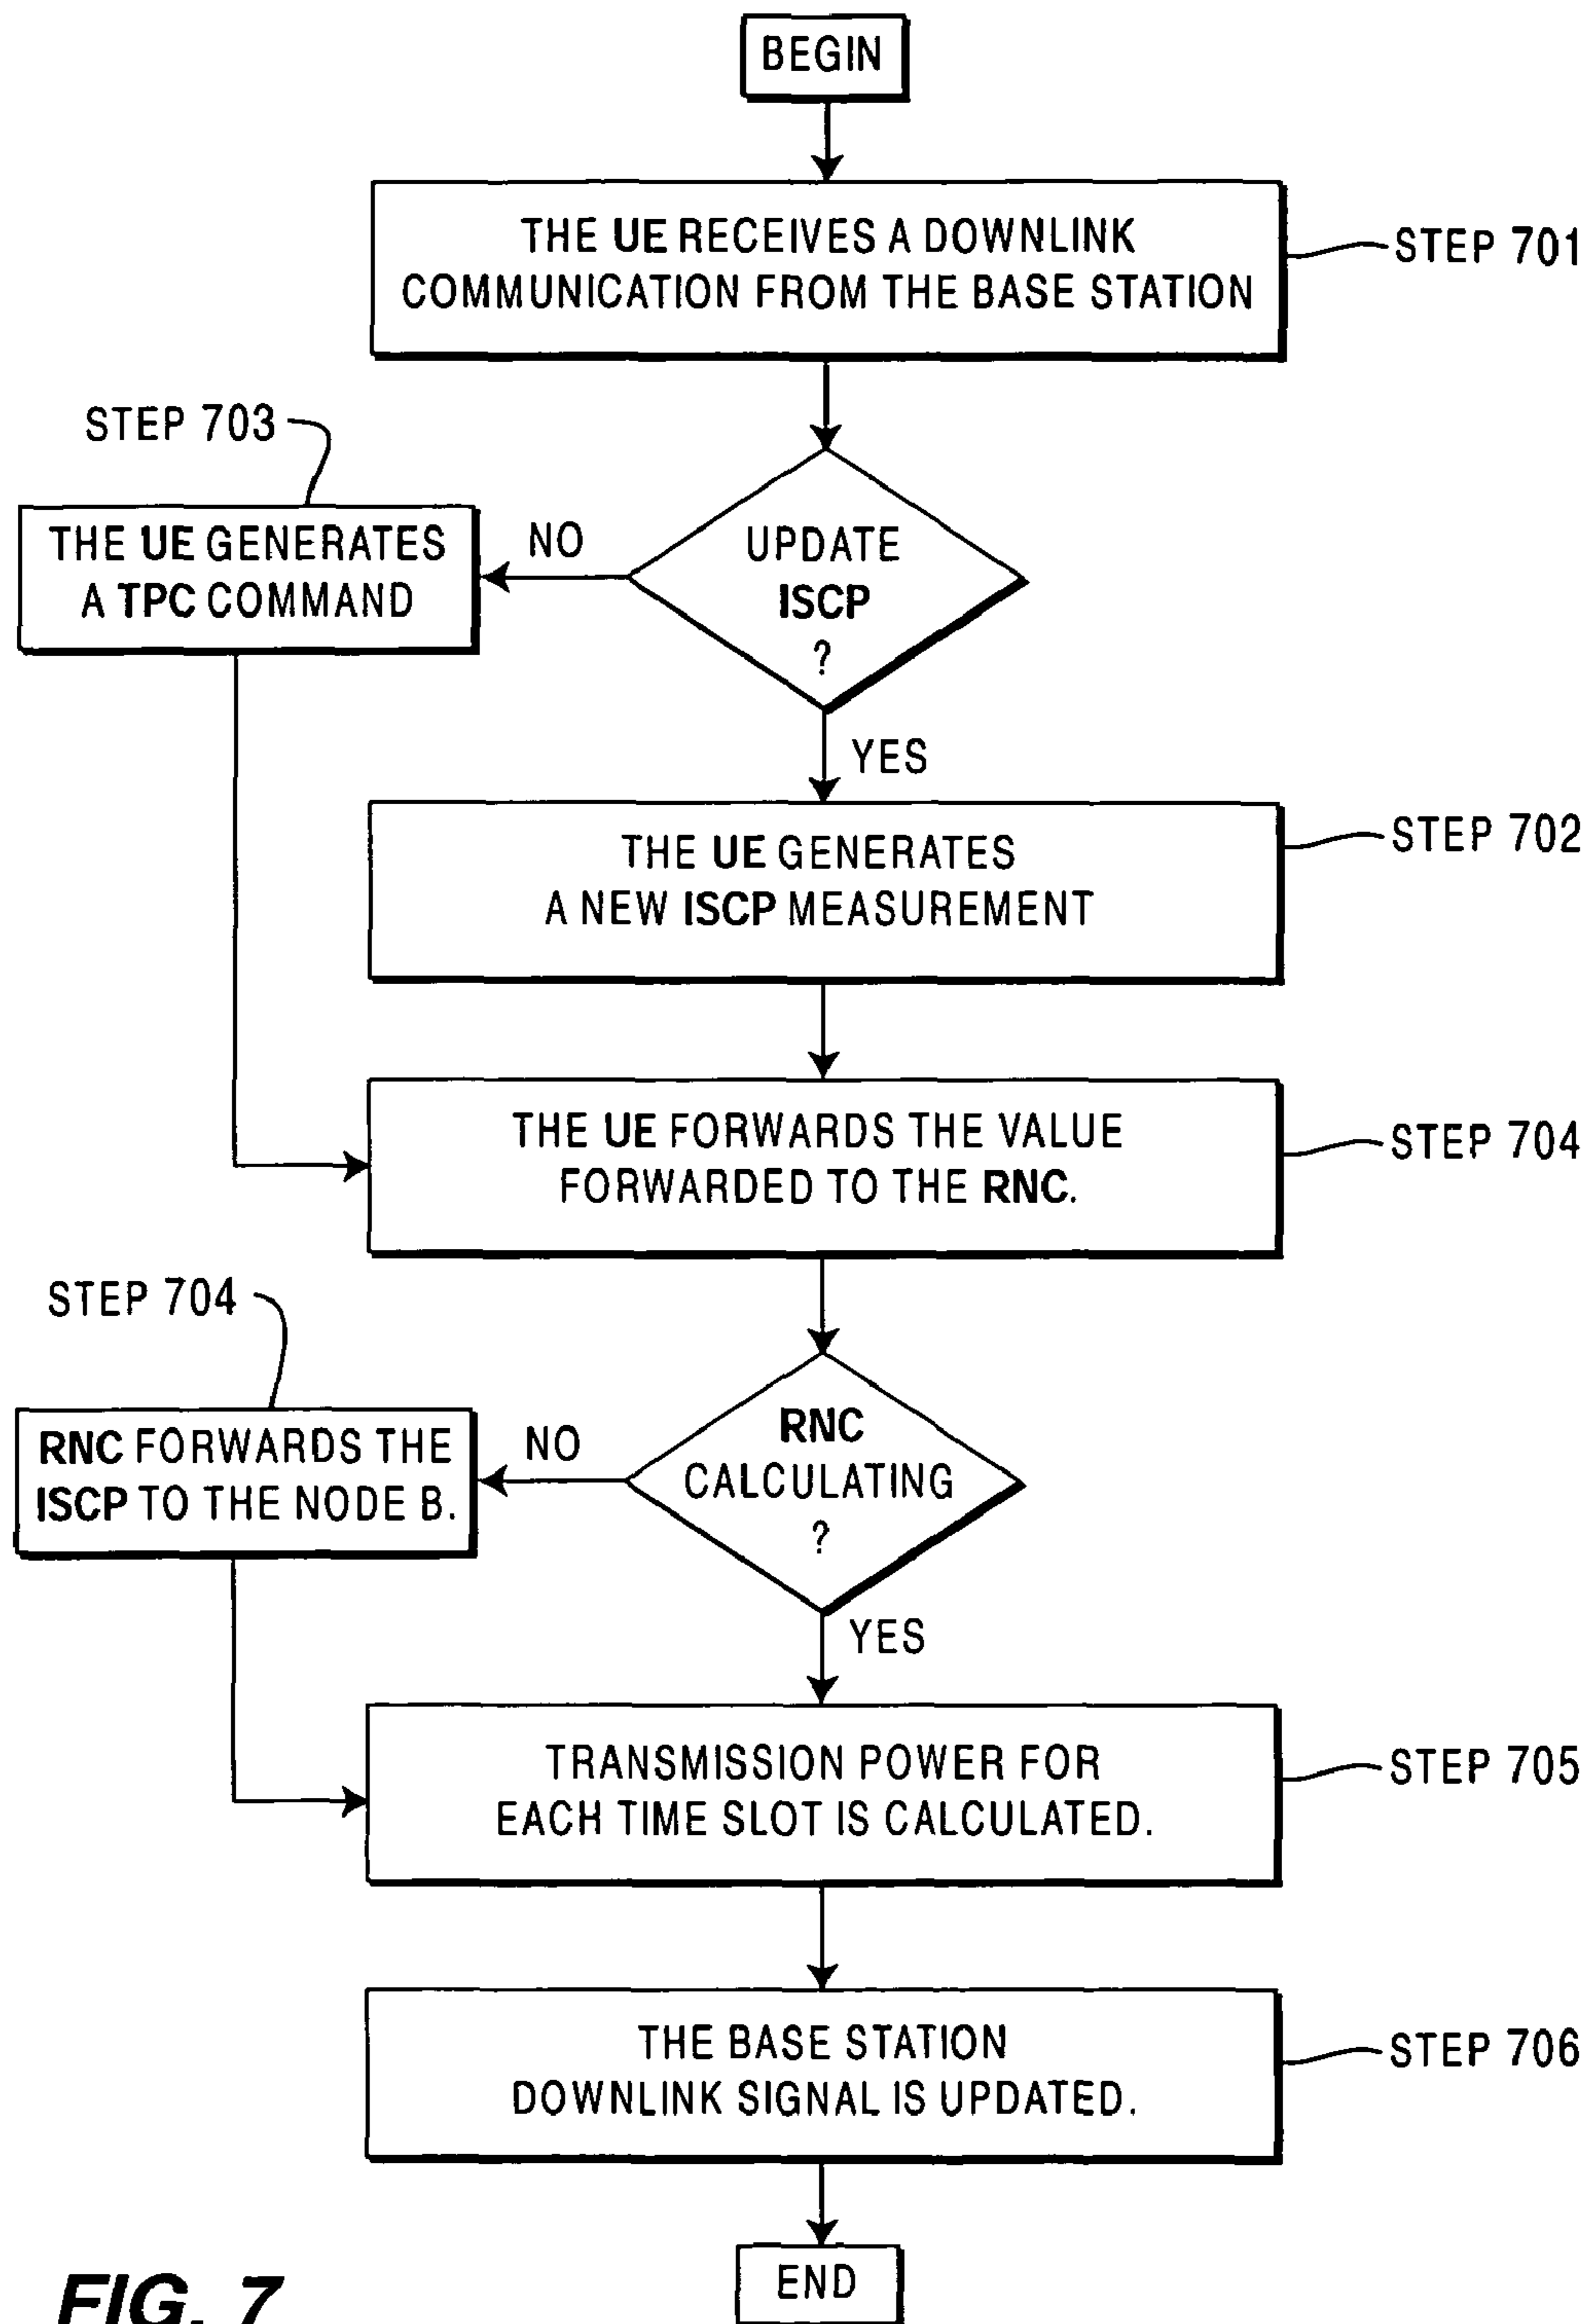 BEGIN
THE UE RECEIVES A DOWNLINK
COMMUNICATION FROM THE BASE STATION
STEP 701
STEP 703
THE UE GENERATES
A TPC COMMAND
NO
UPDATE
ISCP
?
YES
THE UE GENERATES
A NEW ISCP MEASUREMENT
STEP 702
THE UE FORWARDS THE VALUE
FORWARDED TO THE RNC.
STEP 704
STEP 704
RNC FORWARDS THE
ISCP TO THE NODE B.
NO
RNC
CALCULATING
?
YES
TRANSMISSION POWER FOR
EACH TIME SLOT IS CALCULATED.
STEP 705
THE BASE STATION
DOWNLINK SIGNAL IS UPDATED.
STEP 706
END
FIG. 7